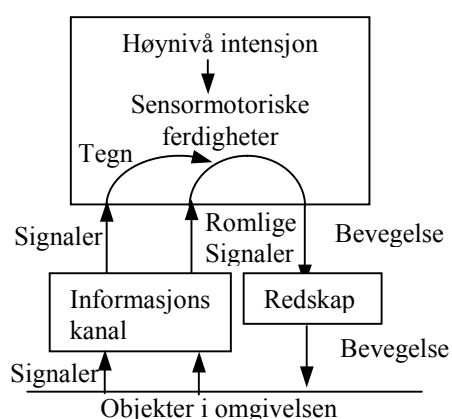 Høynivå intensjon
Sensormotoriske
ferdigheter
Tegn
Signaler
Romlige
Signaler
Bevegelse
Informasjons
kanal
Redskap
Bevegelse
Signaler
Objekter i omgivelsen